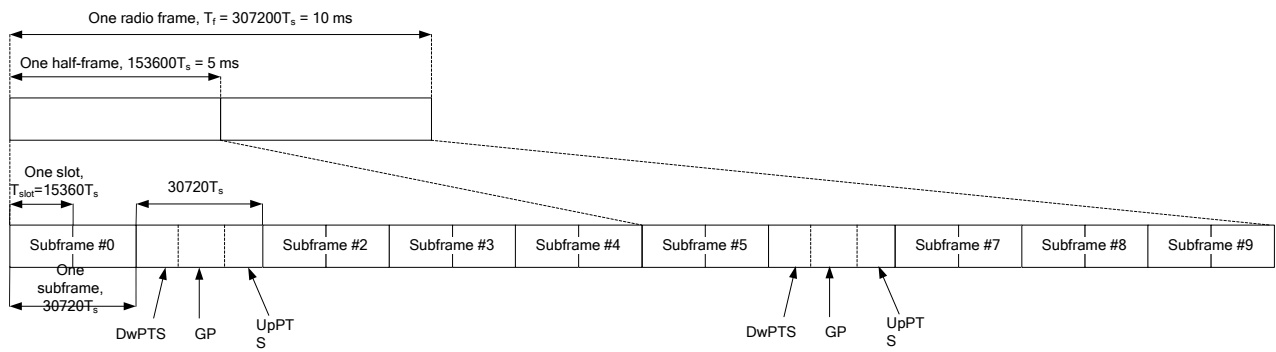 One radio frame, Tf = 307200Ts = 10 ms
One half-frame, 153600Ts = 5 ms
One slot,
Tslot=15360Ts
30720Ts
Subframe #0
Subframe #2
Subframe #3
Subframe #4
Subframe #5
Subframe #7
Subframe #8
Subframe #9
One
subframe,
30720Ts
DwPTS
GP
UpPT
S
DwPTS
GP
UpPT
S